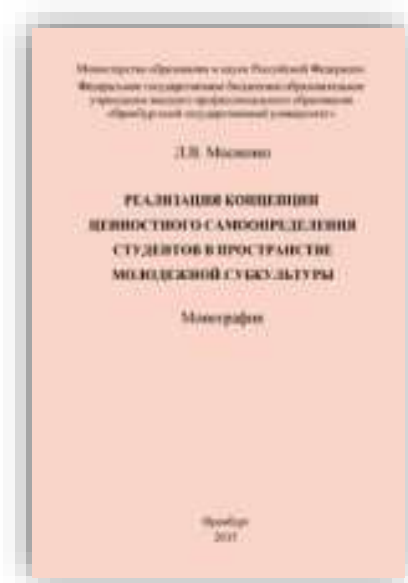 Министерство образования и науки Российской Федерации
Федеральное государственное бюджетное образовательное
учреждение высшего профессионального образования
«Оренбургский государственный университет»
Л.В. Мосиенко
РЕАЛИЗАЦИЯ КОНЦЕПЦИИ
ЦЕННОСТНОГО САМООПРЕДЕЛЕНИЯ
СТУДЕНТОВ В ПРОСТРАНСТВЕ
МОЛОДЕЖНОЙ СУБКУЛЬТУРЫ
Монография
Оренбург